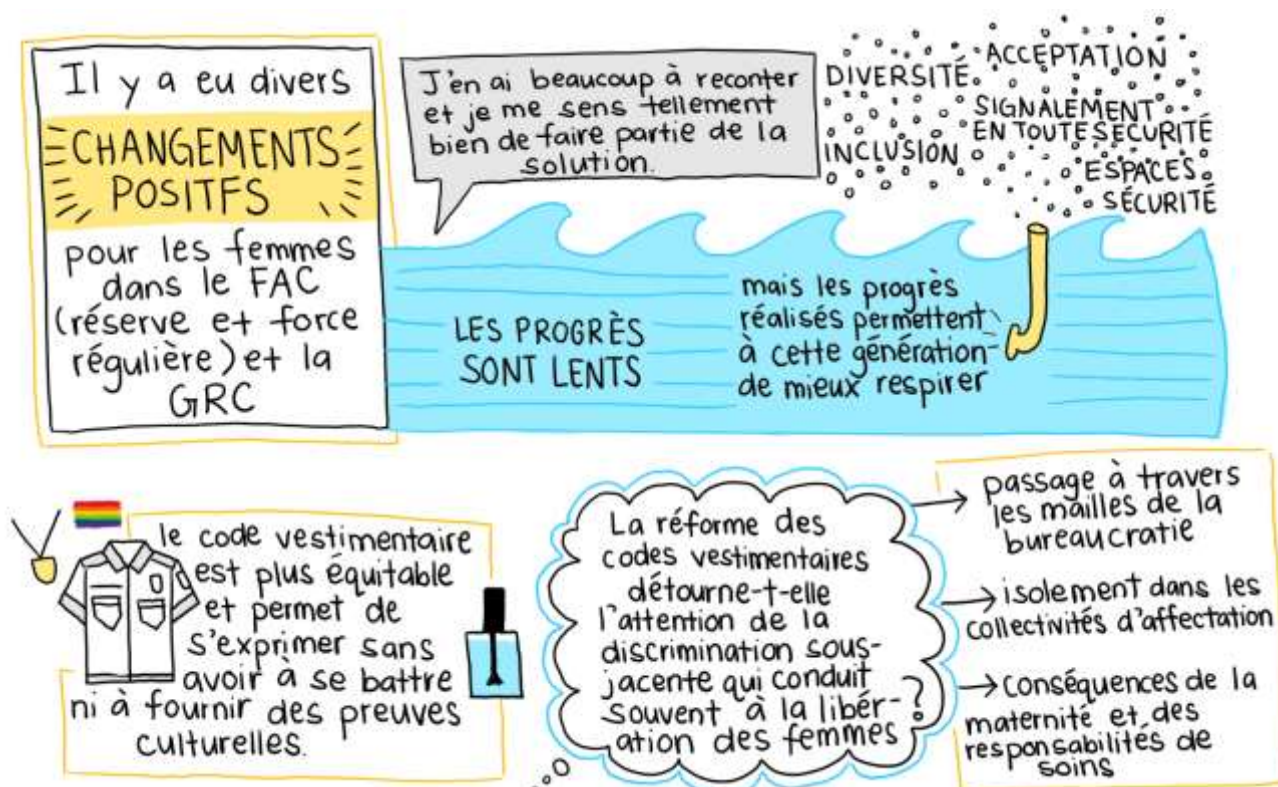 Il y a eu divers
CHANGEMENTS
POSITFS
pour les femmes
dans le FAC
(réserve et force
régulière) et la
GRC
J'en ai beaucoup à reconter
et je me sens tellement
bien de faire partie de la
solution.
DIVERSITÉ
ACCEPTATION
SIGNALEMENT
EN TOUTE SÉCURITÉ
INCLUSION
ESPACES
SÉCURITÉ
LES PROGRÈS
SONT LENTS
mais les progrès
réalisés permettent
à cette génération
de mieux respirer
le code vestimentaire
est plus équitable
et permet de
s'exprimer sans
avoir à se battre
ni à fournir des preuves
culturelles.
La réforme des
codes vestimentaires
détourne-t-elle
l'attention de la
discrimination sous-
jacente qui conduit
souvent à la libér-
ation des femmes ?
→ passage à travers
les mailles de la
bureaucratie
→ isolement dans les
collectivités d'affectation
→ conséquences de la
maternité et des
responsabilités de
soins